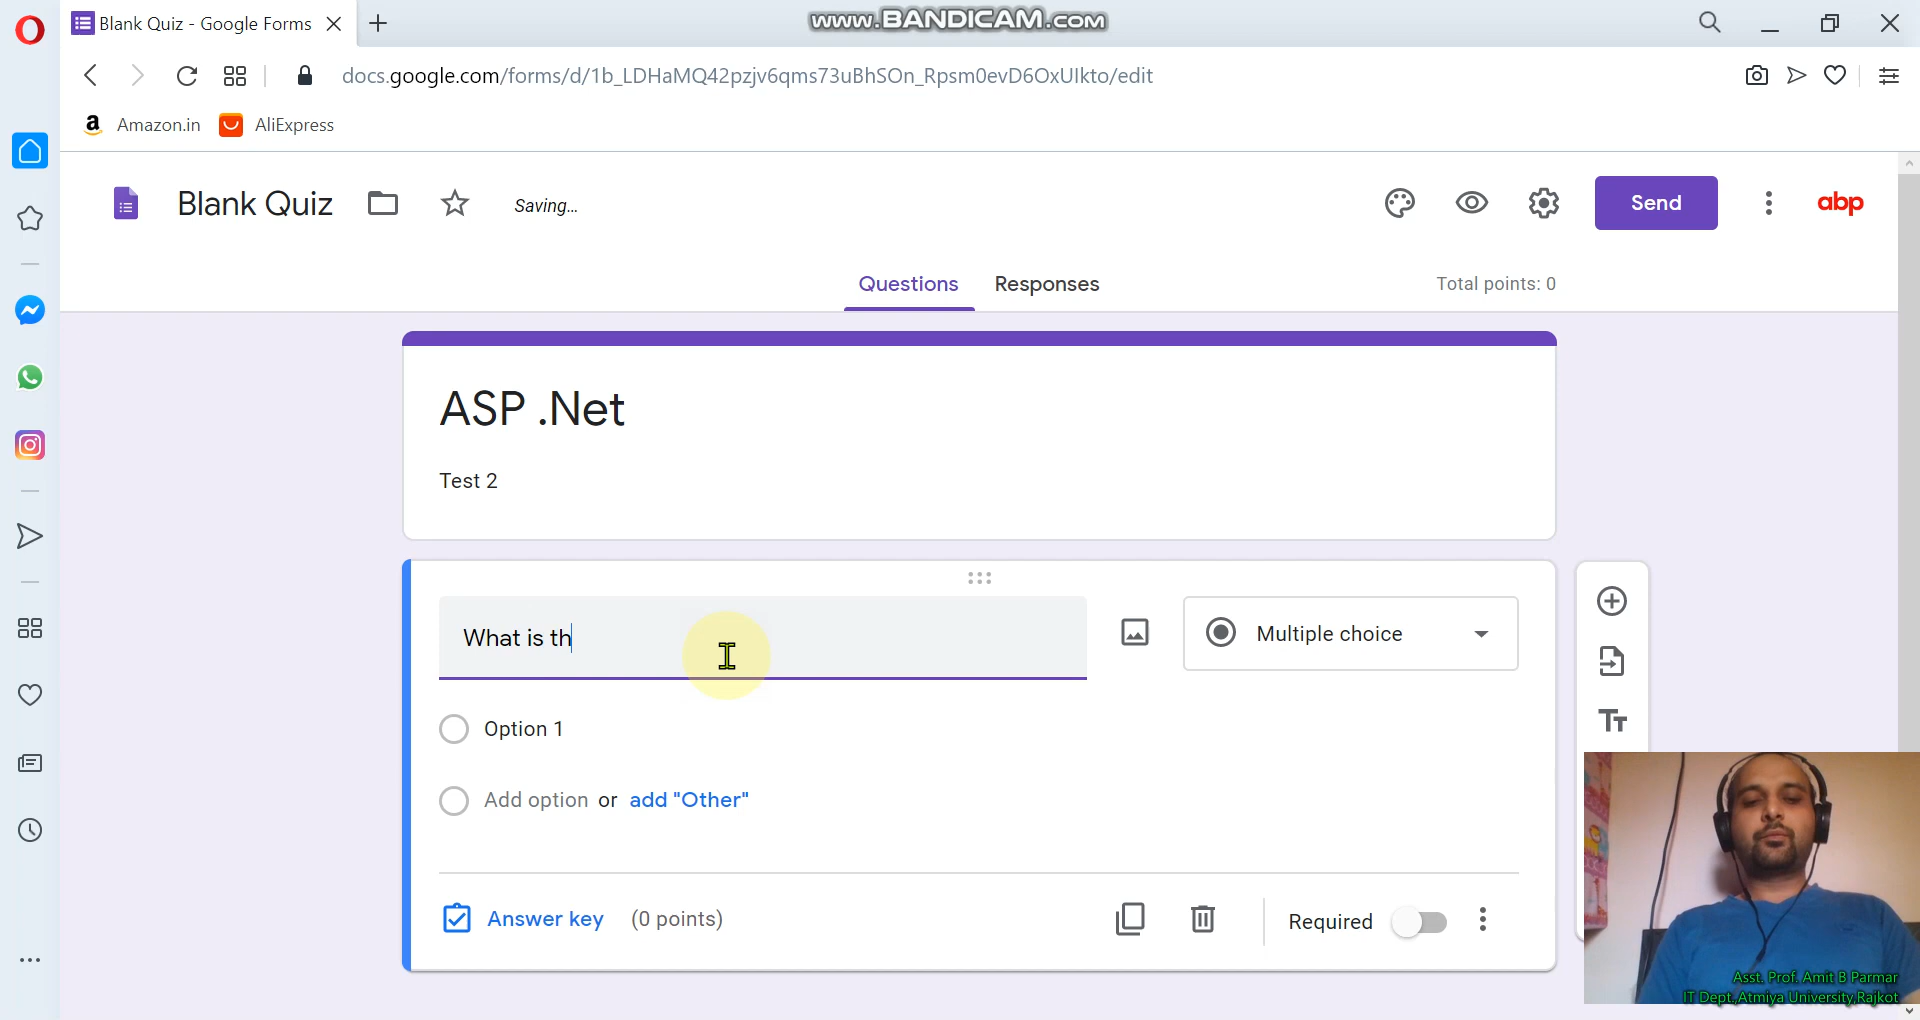 Blank Quiz - Google Forms
www.BANDICAM.com
docs.google.com/forms/d/1b_LDHaMQ42pzjv6qms73uBhSOn_Rpsm0evD6OxUlkto/edit
Amazon.in
AliExpress
Blank Quiz
Saving...
Send
abp
Questions
Responses
Total points: 0
ASP .Net
Test 2
What is th
Multiple choice
Option 1
Tт
Add option or add "Other"
Answer key (0 points)
Required
Asst. Prof. Amit B Parmar
IT Dept.,Atmiya University,Rajkot